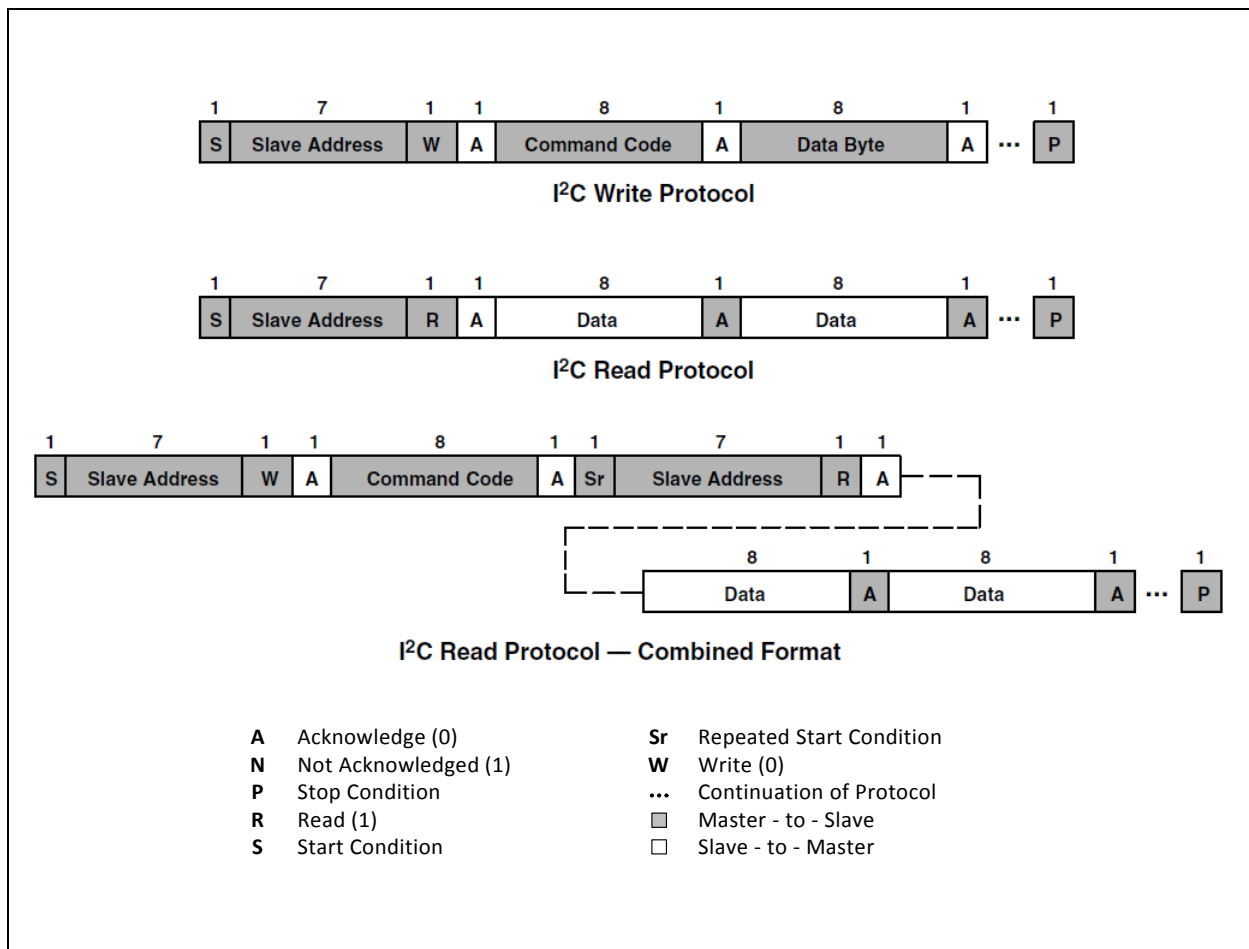 1 7 1 1 8 1 8 1 1
S Slave Address W A Command Code A Data Byte A ... P
I²C Write Protocol
1 7 1 1 8 1 8 1 1
S Slave Address R A Data A Data A ... P
I²C Read Protocol
1 7 1 1 8 1 1 7 1 1
S Slave Address W A Command Code A Sr Slave Address R A
8 1 8 1 1
Data A Data A ... P
I²C Read Protocol — Combined Format
A Acknowledge (0) Sr Repeated Start Condition
N Not Acknowledged (1) W Write (0)
P Stop Condition ... Continuation of Protocol
R Read (1) Master - to - Slave
S Start Condition Slave - to - Master